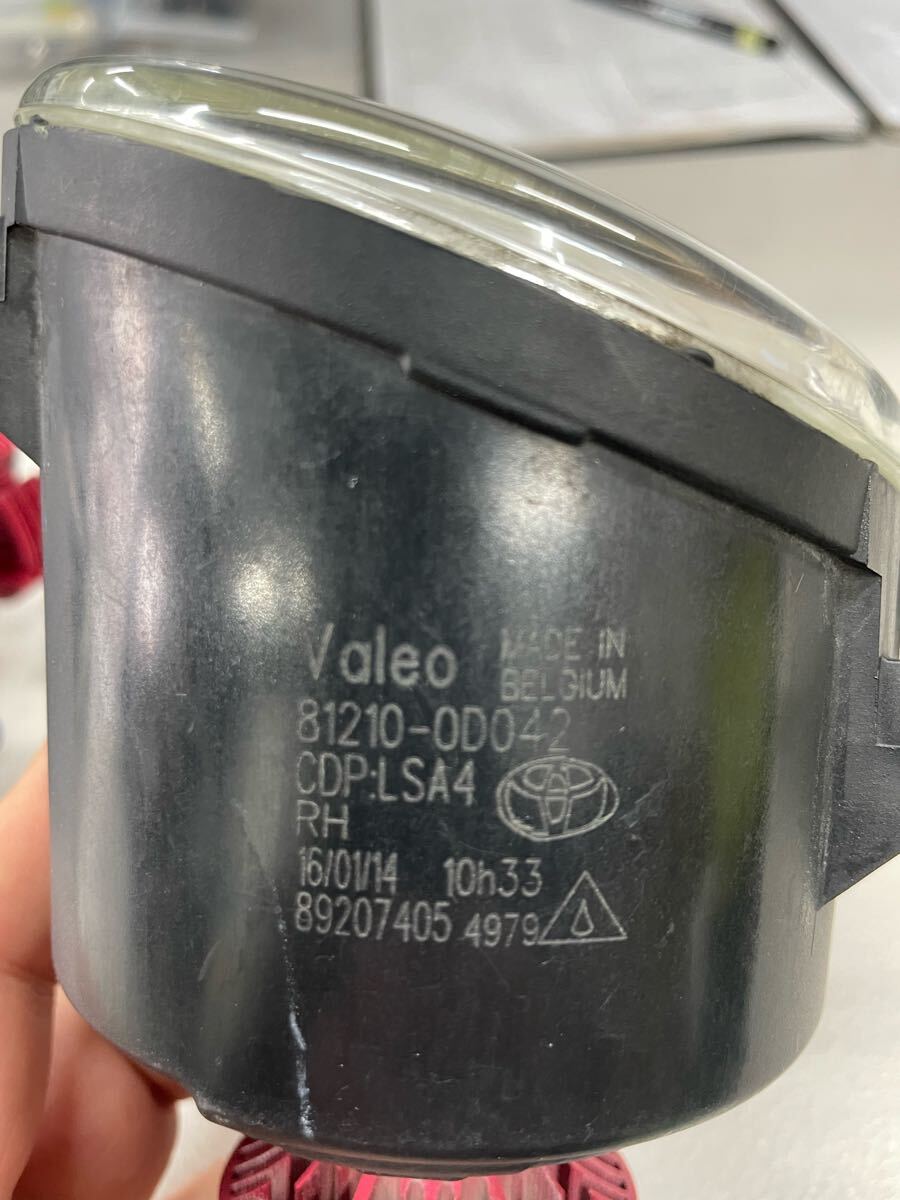 Valeo MADE IN
BELGIUM
81210-0D042
CDP:LSA4
RH
16/01/14 10h33
89207405 4979